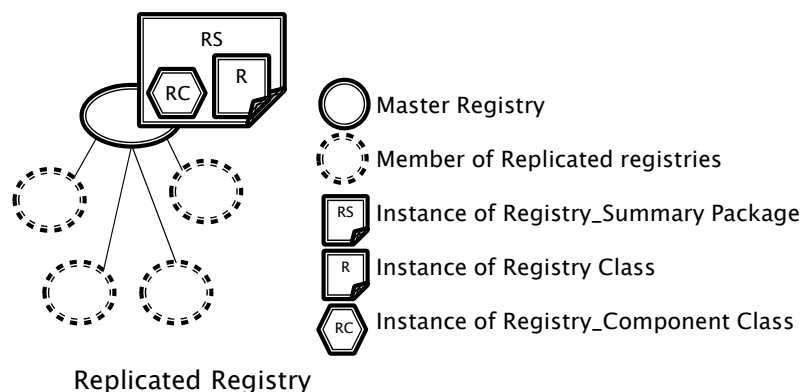 RS
RC
R
Master Registry
Member of Replicated registries
RS
Instance of Registry_Summary Package
R
Instance of Registry Class
RC
Instance of Registry_Component Class
Replicated Registry